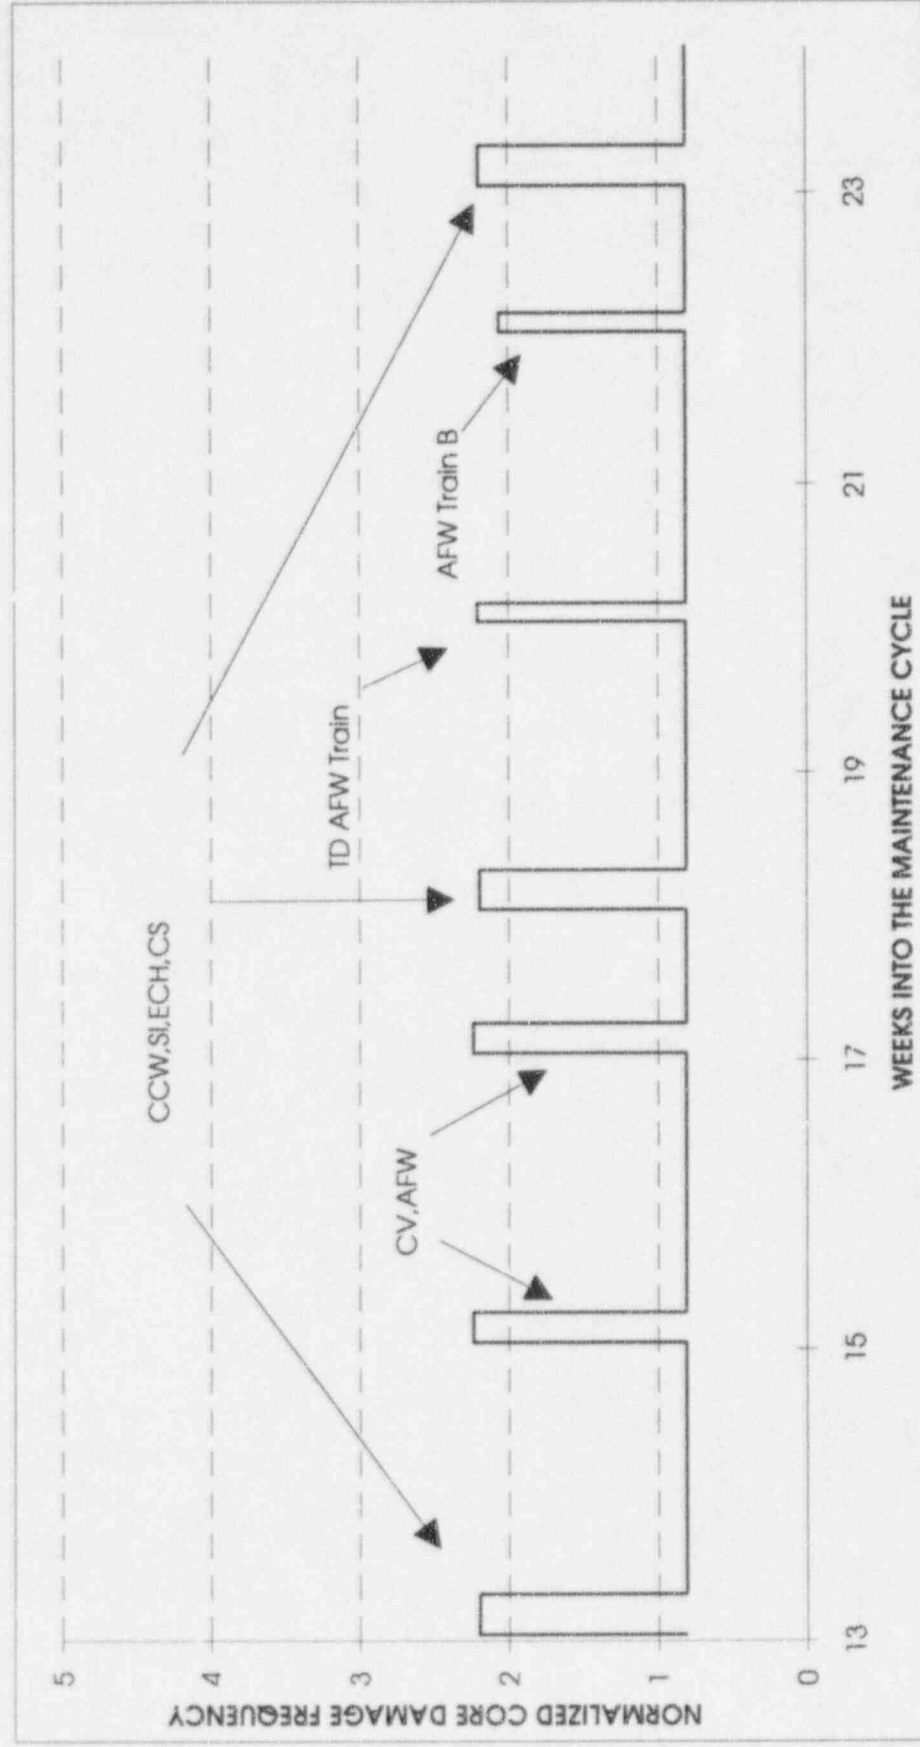 NORMALIZED CORE DAMAGE FREQUENCY
5
4
3
2
1
0
CCW,SI,ECH,CS
TD AFW Train
AFW Train B
CV,AFW
13
15
17
19
21
23
WEEKS INTO THE MAINTENANCE CYCLE